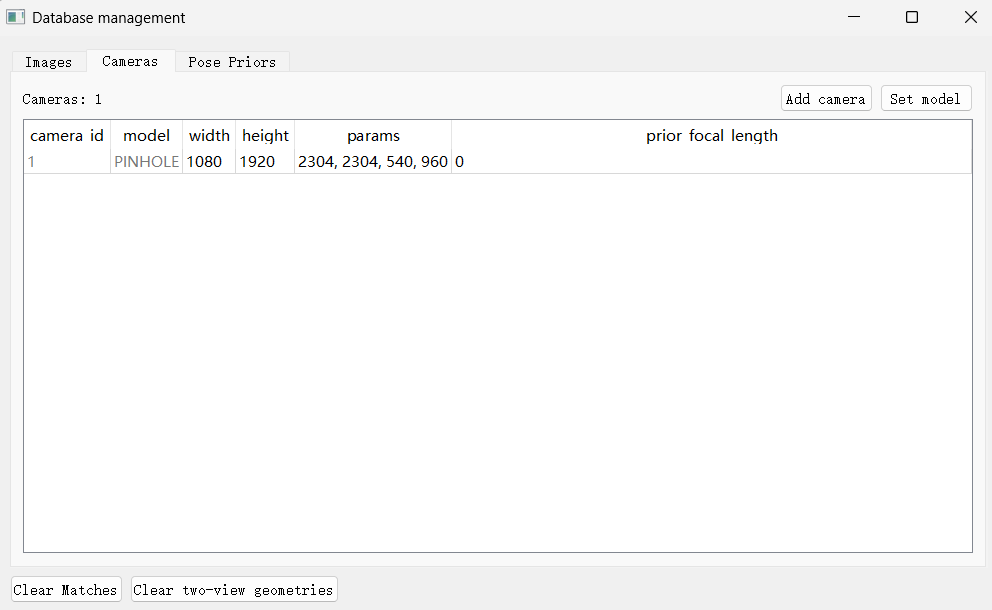 Database management
Images Cameras Pose Priors
Cameras: 1 Add camera Set model
camera id model width height params prior focal length
1 PINHOLE 1080 1920 2304, 2304, 540, 960 0
Clear Matches Clear two-view geometries